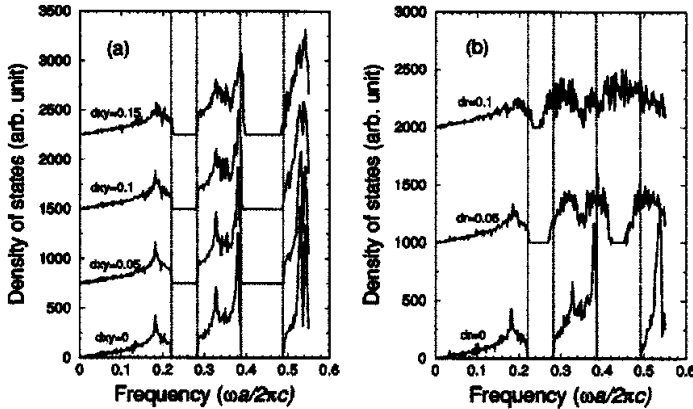 (a)
Density of states (arb. unit)
3500
3000
2500
2000
1500
1000
500
0
dxy=0.15
dxy=0.1
dxy=0.05
dxy=0
0 0.1 0.2 0.3 0.4 0.5 0.6
Frequency (ωa/2πc)
(b)
Density of states (arb. unit)
3000
2500
2000
1500
1000
500
0
dr=0.1
dr=0.05
dr=0
0 0.1 0.2 0.3 0.4 0.5 0.6
Frequency (ωa/2πc)